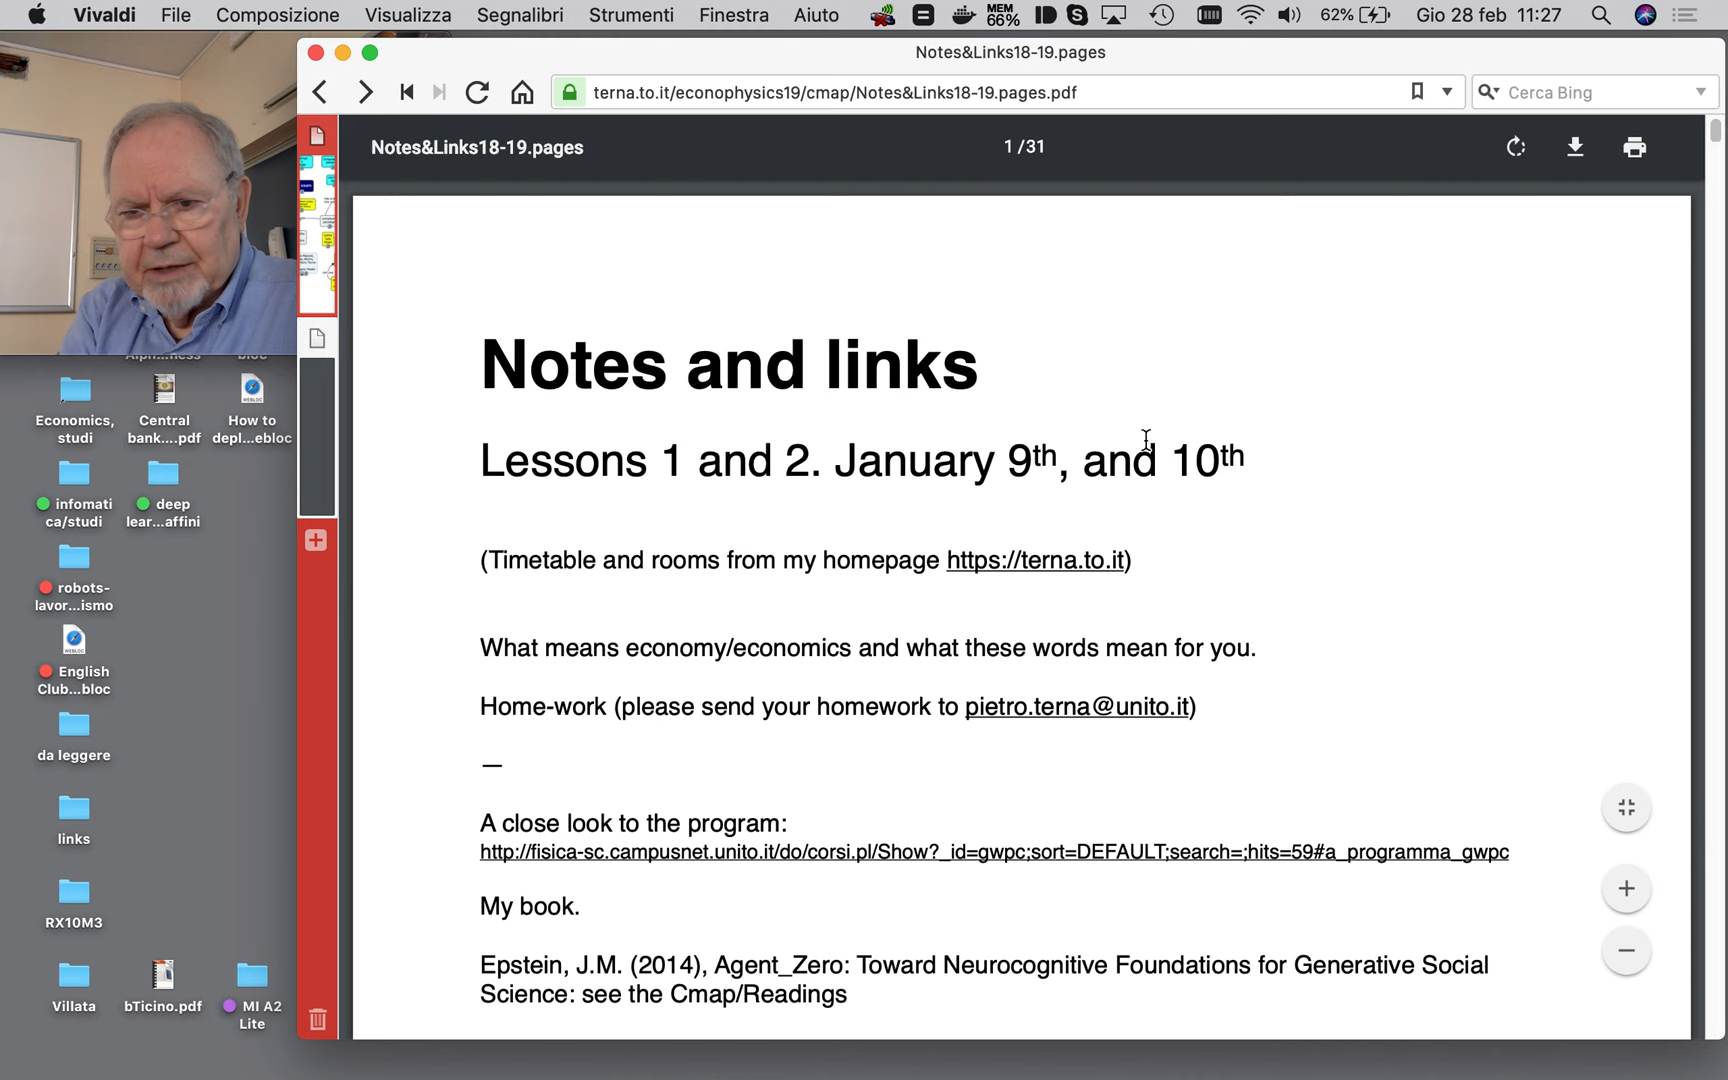 Vivaldi File Composizione Visualizza Segnalibri Strumenti Finestra Aiuto MEM 66% 62% Gio 28 feb 11:27
Notes&Links18-19.pages
terna.to.it/econophysics19/cmap/Notes&Links18-19.pages.pdf
Cerca Bing
Notes&Links18-19.pages
1 /31
Notes and links
Lessons 1 and 2. January 9th, and 10th
(Timetable and rooms from my homepage https://terna.to.it)
What means economy/economics and what these words mean for you.
Home-work (please send your homework to pietro.terna@unito.it)
—
A close look to the program:
http://fisica-sc.campusnet.unito.it/do/corsi.pl/Show?_id=gwpc;sort=DEFAULT;search=;hits=59#a_programma_gwpc
My book.
Epstein, J.M. (2014), Agent_Zero: Toward Neurocognitive Foundations for Generative Social
Science: see the Cmap/Readings
Economics,
studi
Central
bank....pdf
How to
depl...ebloc
infomati
ca/studi
deep
lear...affini
robots-
lavor...ismo
WEBLOC
English
Club...bloc
da leggere
links
RX10M3
Villata
bTicino.pdf
MI A2
Lite